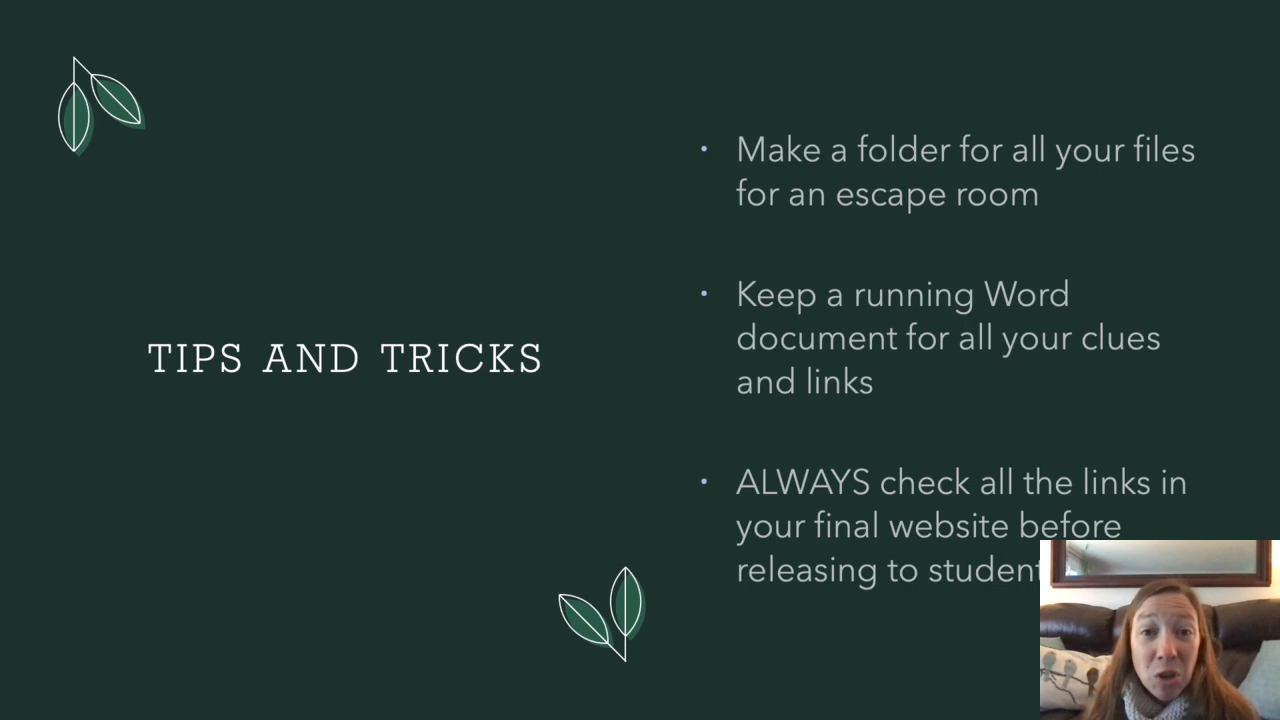 TIPS AND TRICKS
• Make a folder for all your files
for an escape room
• Keep a running Word
document for all your clues
and links
• ALWAYS check all the links in
your final website before
releasing to student